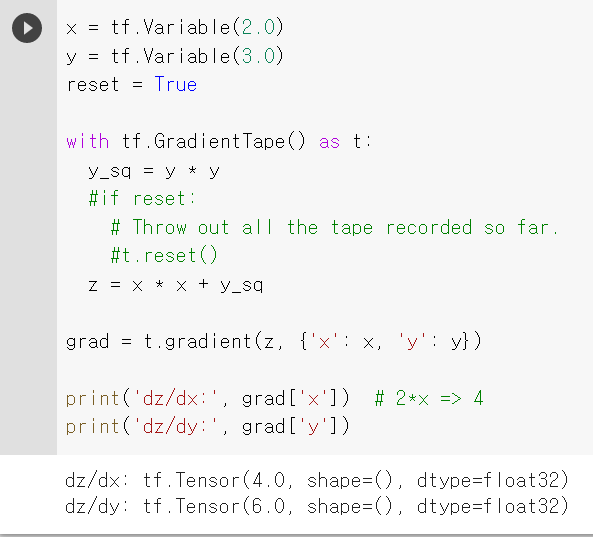 x = tf.Variable(2.0)
y = tf.Variable(3.0)
reset = True
with tf.GradientTape() as t:
y_sq = y * y
#if reset:
# Throw out all the tape recorded so far.
#t.reset()
z = x * x + y_sq
grad = t.gradient(z, {'x': x, 'y': y})
print('dz/dx:', grad['x']) # 2*x => 4
print('dz/dy:', grad['y'])
dz/dx: tf.Tensor(4.0, shape=(), dtype=float32)
dz/dy: tf.Tensor(6.0, shape=(), dtype=float32)